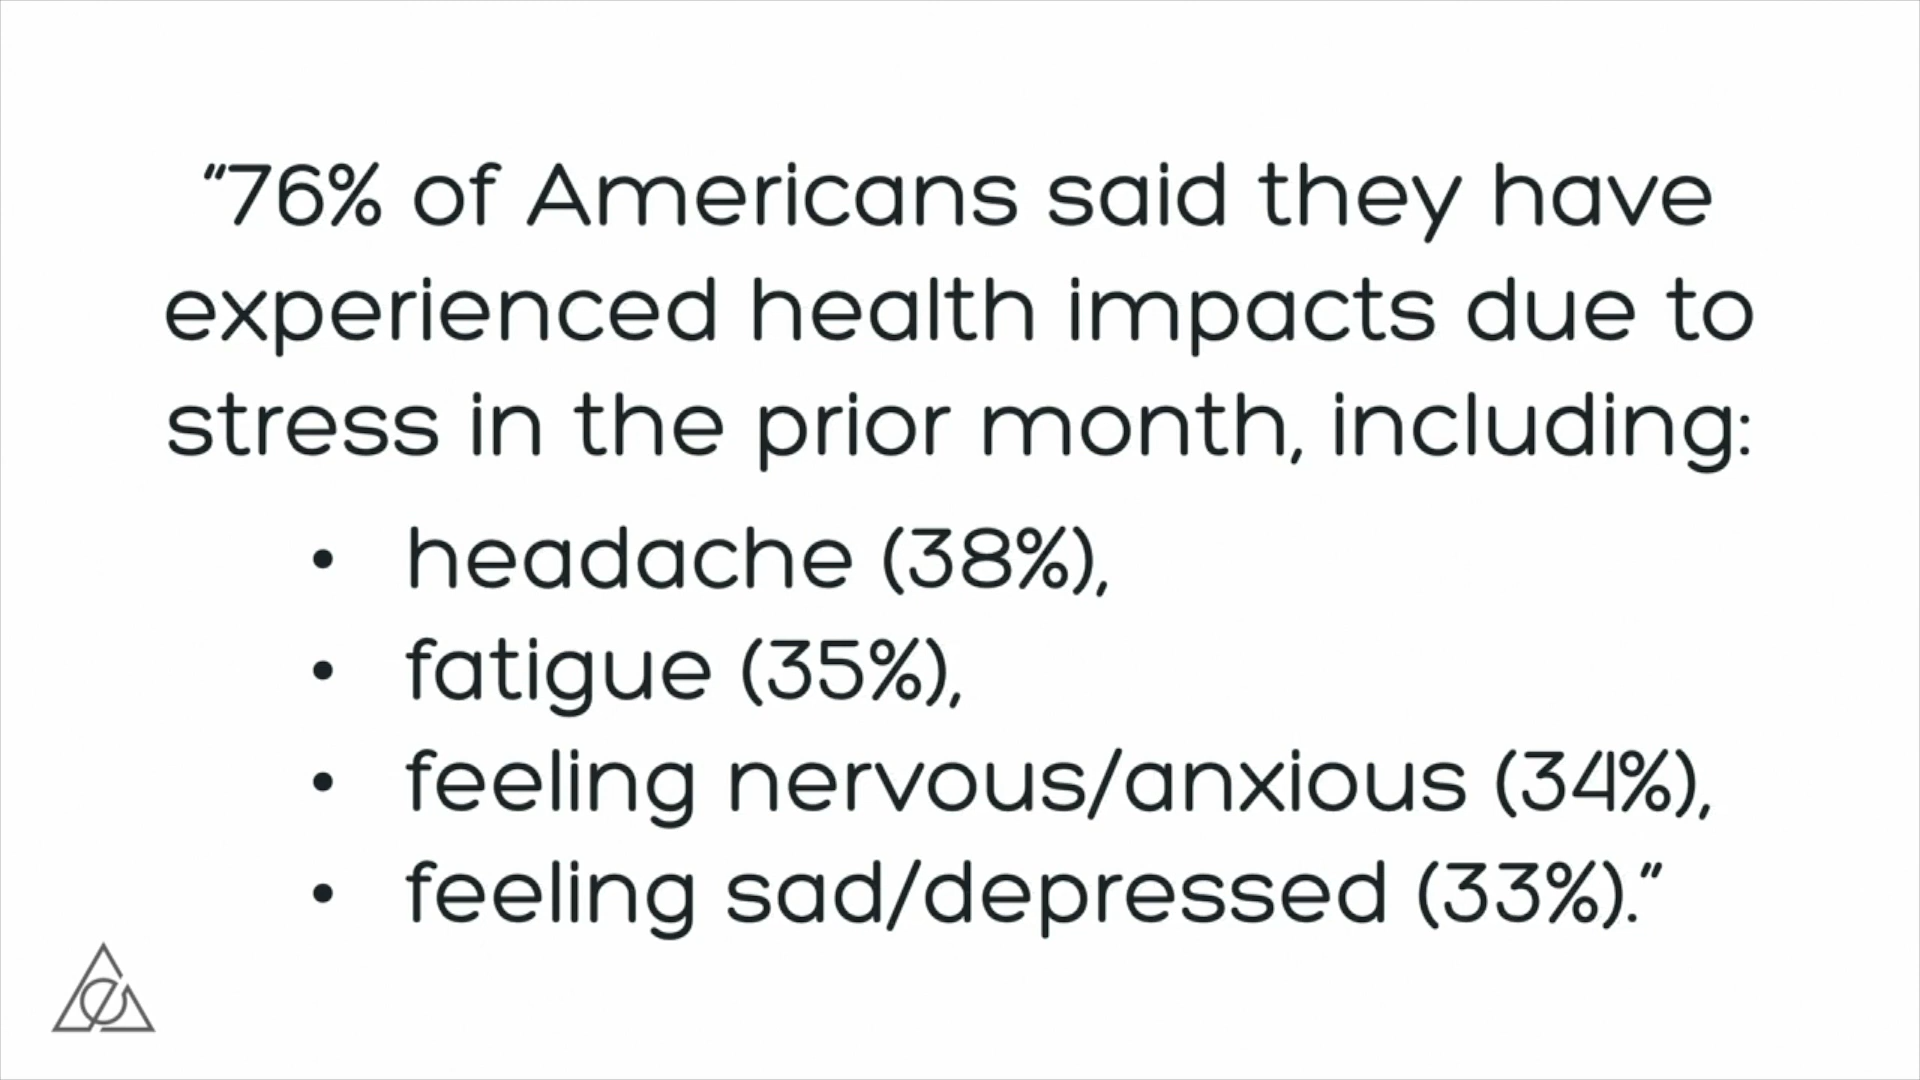 "76% of Americans said they have
experienced health impacts due to
stress in the prior month, including:
• headache (38%),
• fatigue (35%),
• feeling nervous/anxious (34%),
• feeling sad/depressed (33%)."